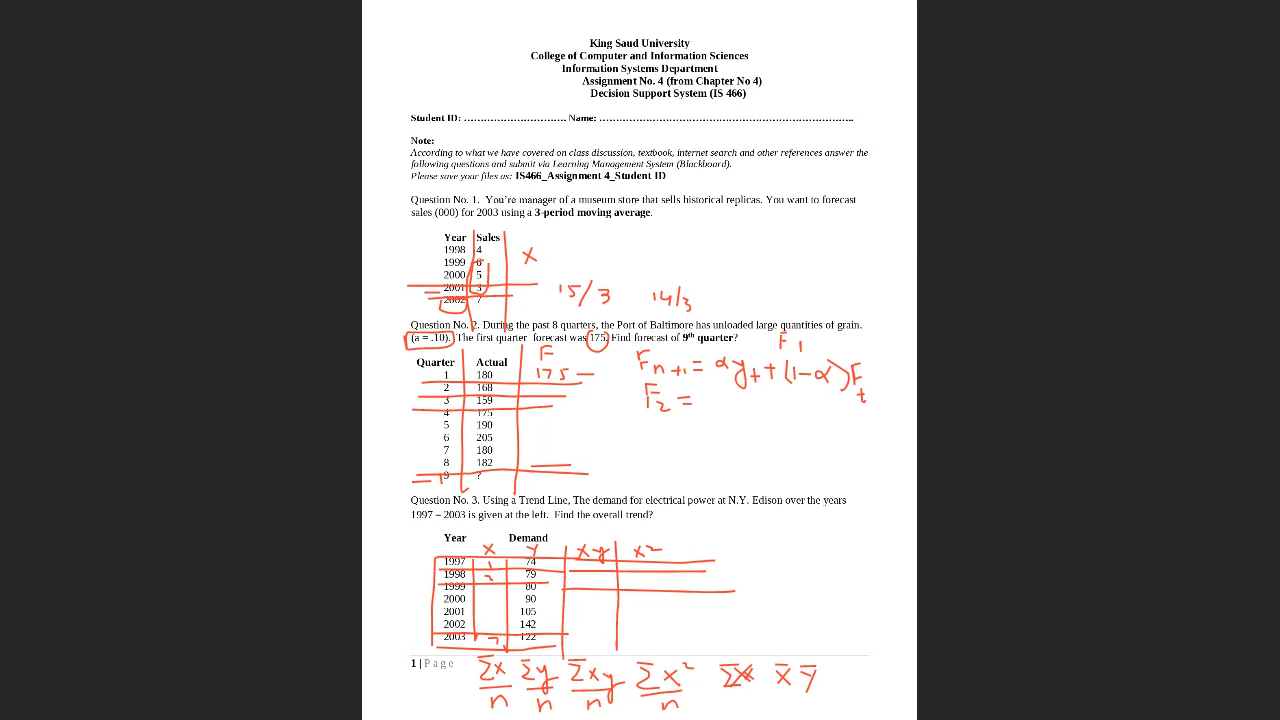 King Saud University
College of Computer and Information Sciences
Information Systems Department
Assignment No. 4 (from Chapter No 4)
Decision Support System (IS 466)
Student ID: ................................ Name: ..............................................................................
Note:
According to what we have covered on class discussion, textbook, internet search and other references answer the
following questions and submit via Learning Management System (Blackboard).
Please save your files as: IS466_Assignment 4_Student ID
Question No. 1. You're manager of a museum store that sells historical replicas. You want to forecast
sales (000) for 2003 using a 3-period moving average.
Year Sales
1998 4 X
1999 6
2000 5
2001 3 15/3 14/3
2002 7
Question No. 2. During the past 8 quarters, the Port of Baltimore has unloaded large quantities of grain.
(a = .10). The first quarter forecast was 175. Find forecast of 9th quarter?
F1
Quarter Actual F
1 180 175 — Fn+1 = αyt + (1-α)Ft
2 168 F2 =
3 159
4 175
5 190
6 205
7 180
8 182
9 ?
Question No. 3. Using a Trend Line, The demand for electrical power at N.Y. Edison over the years
1997 – 2003 is given at the left. Find the overall trend?
Year Demand
X y xy x²
1997 1 74
1998 2 79
1999 80
2000 90
2001 105
2002 142
2003 7 122
1 | Page
Σx/n Σy/n Σxy/n Σx²/n x̄ ȳ